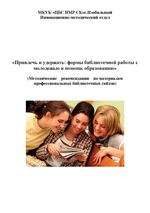 МБУК «ЦБС ИМР СК»г.Изобильный
Инновационно-методический отдел
«Привлечь и удержать: формы библиотечной работы с
молодежью в помощь образованию»
(Методические рекомендации по материалам
профессиональных библиотечных сайтов)